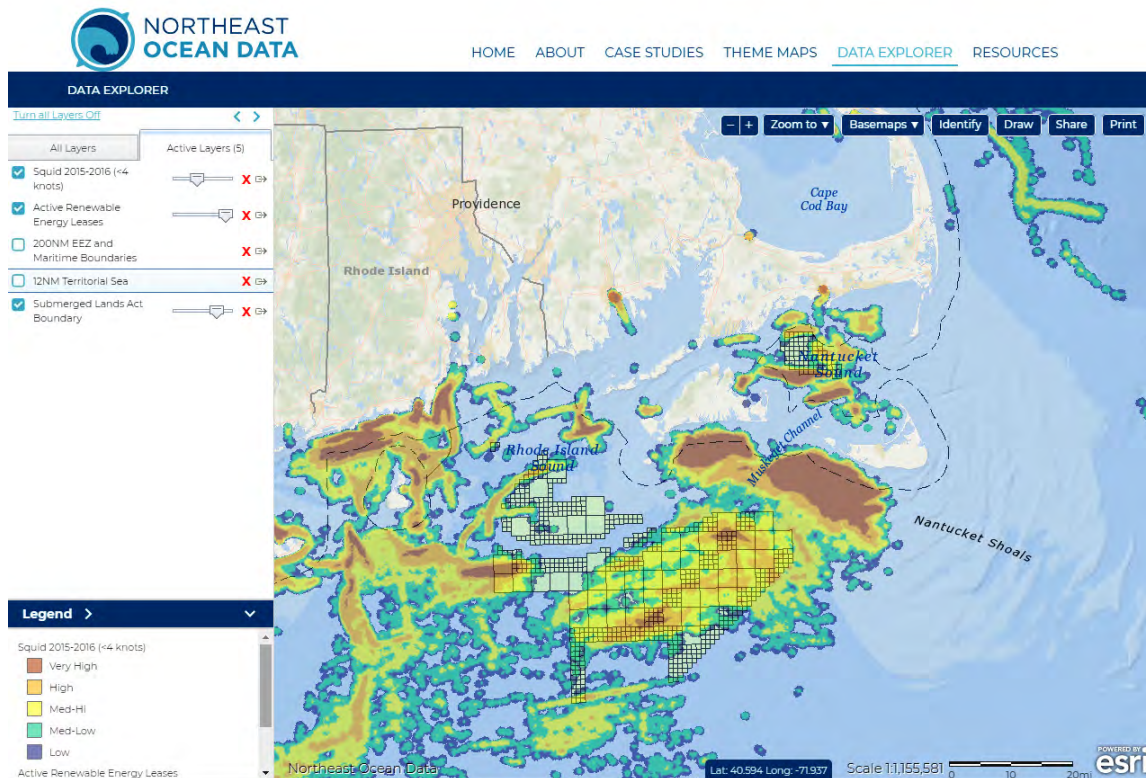 NORTHEAST
OCEAN DATA
HOME ABOUT CASE STUDIES THEME MAPS DATA EXPLORER RESOURCES
DATA EXPLORER
Turn all Layers Off
< >
All Layers
Active Layers (5)
Squid 2015-2016 (<4
knots)
X
Active Renewable
Energy Leases
X
200NM EEZ and
Maritime Boundaries
X
12NM Territorial Sea
X
Submerged Lands Act
Boundary
X
Legend >
Squid 2015-2016 (<4 knots)
Very High
High
Med-Hi
Med-Low
Low
Active Renewable Energy Leases
− + Zoom to ▼ Basemaps ▼ Identify Draw Share Print
Cape
Cod Bay
Providence
Rhode Island
Nantucket
Sound
Muskeget Channel
Rhode Island
Sound
Nantucket Shoals
Northeast Ocean Data
Lat: 40.594 Long: -71.937
Scale 1:1,155,581
0 10 20mi
POWERED BY
esri